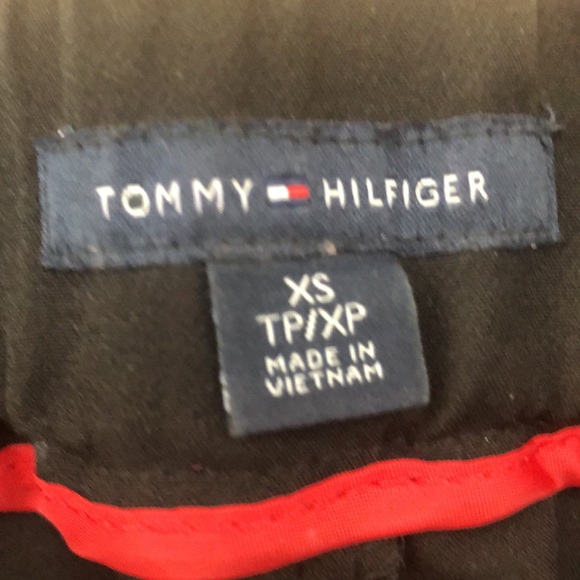 TOMMY HILFIGER
XS
TP/XP
MADE IN
VIETNAM